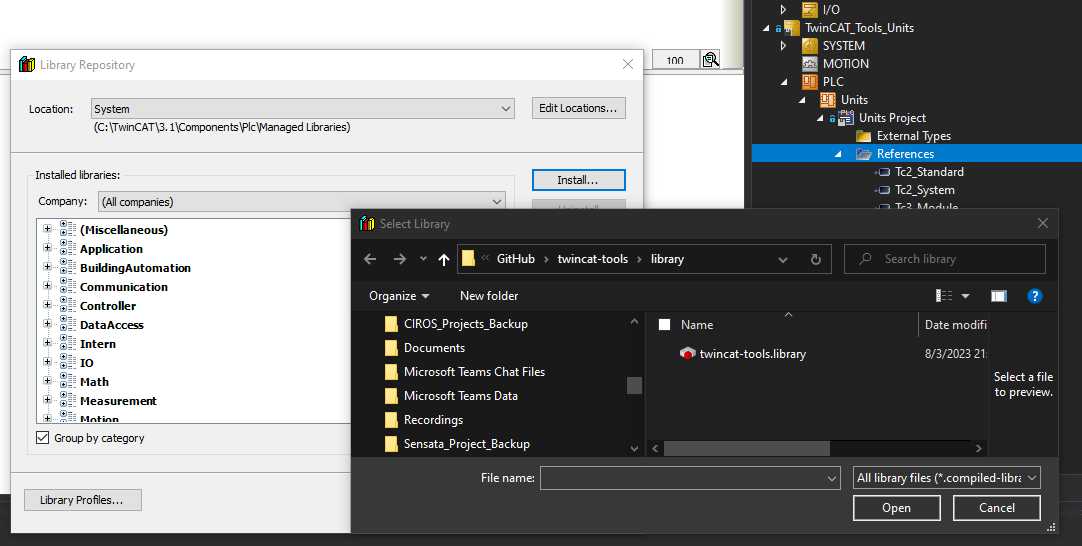 Library Repository
Location:
System
Edit Locations...
(C:\TwinCAT\3.1\Components\Plc\Managed Libraries)
Installed libraries:
Install...
Company:
(All companies)
(Miscellaneous)
Application
BuildingAutomation
Communication
Controller
DataAccess
Intern
IO
Math
Measurement
Motion
Group by category
Library Profiles...
100
I/O
TwinCAT_Tools_Units
SYSTEM
MOTION
PLC
Units
Units Project
External Types
References
Tc2_Standard
Tc2_System
Tc3_Module
Select Library
GitHub
twincat-tools
library
Search library
Organize
New folder
CIROS_Projects_Backup
Documents
Microsoft Teams Chat Files
Microsoft Teams Data
Recordings
Sensata_Project_Backup
Name
Date modifi
twincat-tools.library
8/3/2023 21:
Select a file
to preview.
File name:
All library files (*.compiled-libra
Open
Cancel